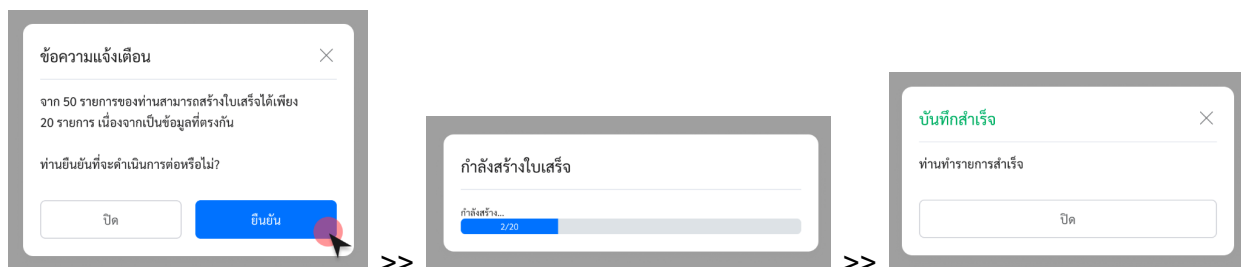 ข้อความแจ้งเตือน
จาก 50 รายการของท่านสามารถสร้างใบเสร็จได้เพียง
20 รายการ เนื่องจากเป็นข้อมูลที่ตรงกัน
ท่านยืนยันที่จะดำเนินการต่อหรือไม่?
ปิด
ยืนยัน
>>
กำลังสร้างใบเสร็จ
กำลังสร้าง...
2/20
>>
บันทึกสำเร็จ
ท่านทำรายการสำเร็จ
ปิด